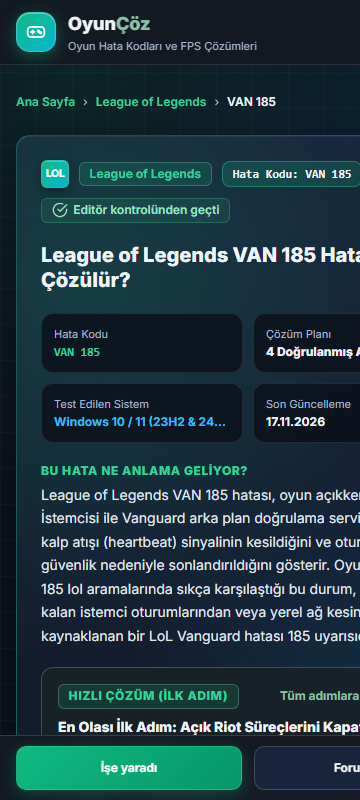 OyunÇöz
Oyun Hata Kodları ve FPS Çözümleri
Ana Sayfa › League of Legends › VAN 185
LOL League of Legends Hata Kodu: VAN 185
Editör kontrolünden geçti
League of Legends VAN 185 Hata
Çözülür?
Hata Kodu
VAN 185
Çözüm Planı
4 Doğrulanmış A
Test Edilen Sistem
Windows 10 / 11 (23H2 & 24...
Son Güncelleme
17.11.2026
BU HATA NE ANLAMA GELİYOR?
League of Legends VAN 185 hatası, oyun açıkken
İstemcisi ile Vanguard arka plan doğrulama servi
kalp atışı (heartbeat) sinyalinin kesildiğini ve otur
güvenlik nedeniyle sonlandırıldığını gösterir. Oyu
185 lol aramalarında sıkça karşılaştığı bu durum,
kalan istemci oturumlarından veya yerel ağ kesin
kaynaklanan bir LoL Vanguard hatası 185 uyarısı
HIZLI ÇÖZÜM (İLK ADIM) Tüm adımlara
En Olası İlk Adım: Açık Riot Süreçlerini Kapa
İşe yaradı
Foru